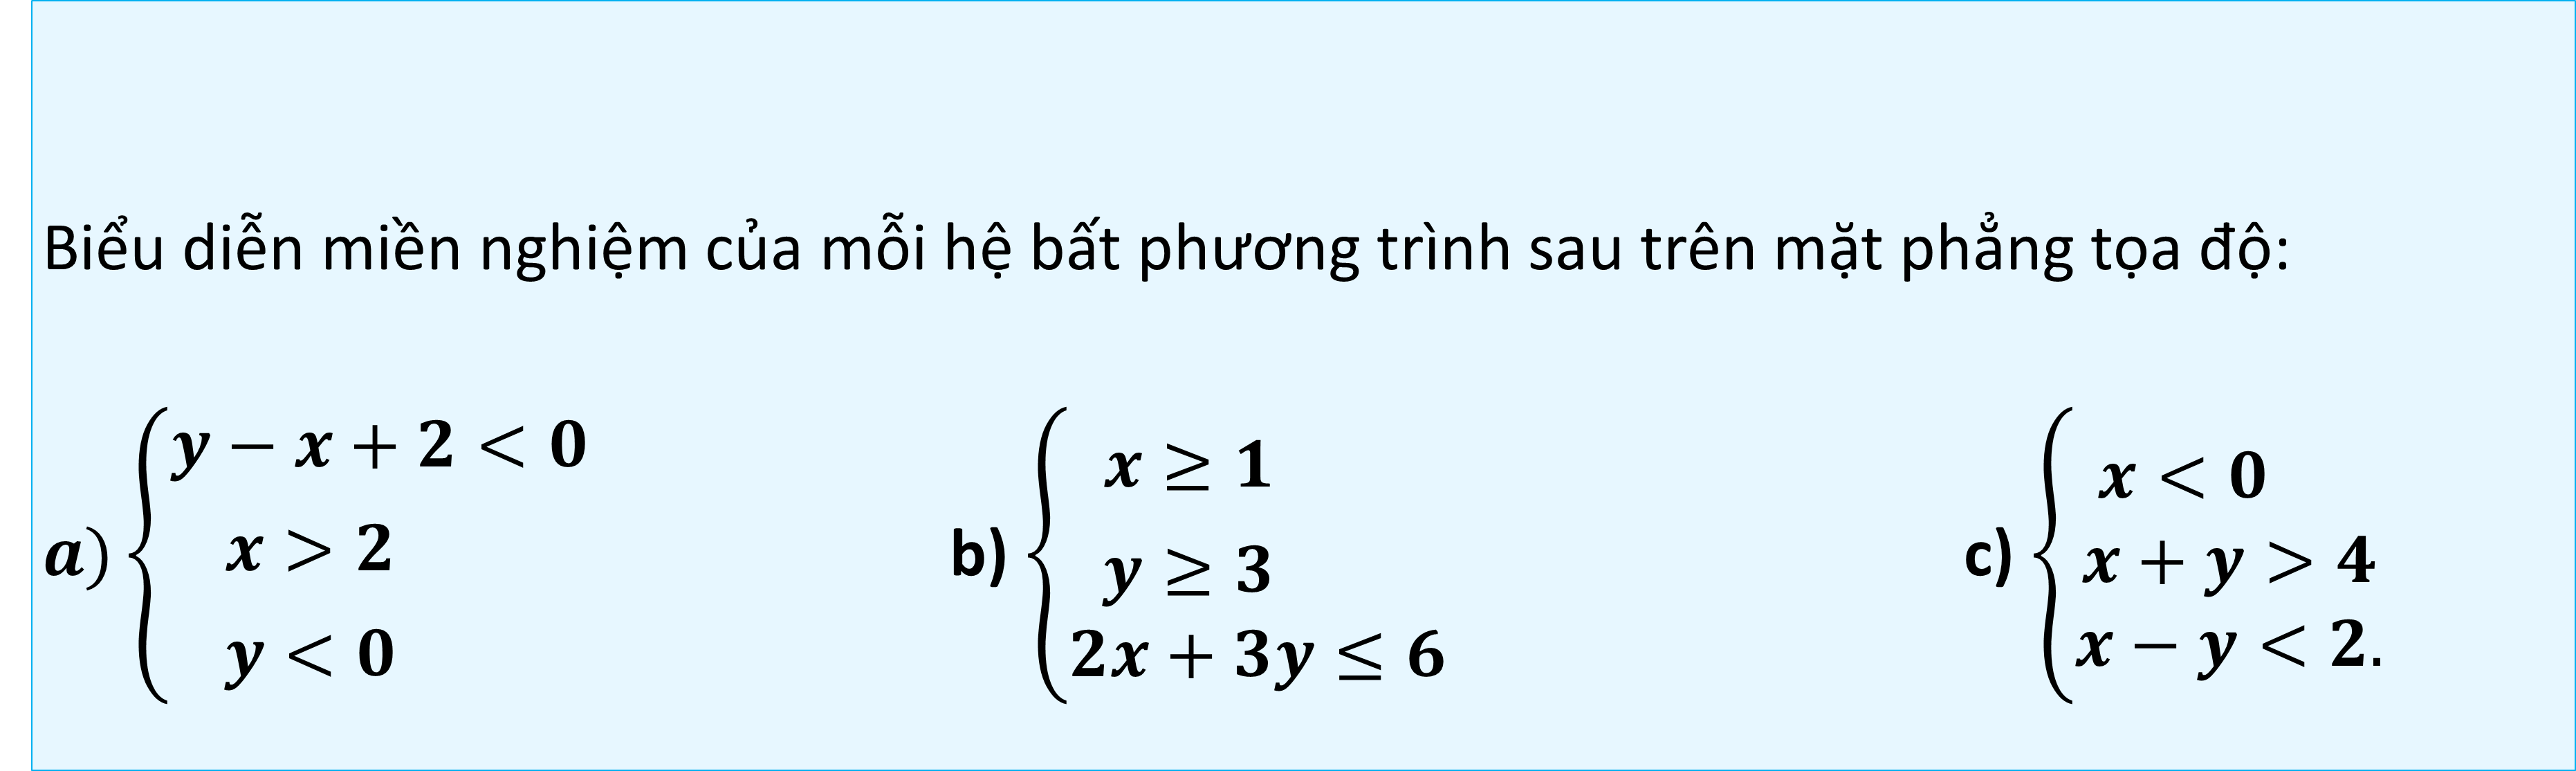 Biểu diễn miền nghiệm của mỗi hệ bất phương trình sau trên mặt phẳng tọa độ:
a) { y − x + 2 < 0
x > 2
y < 0
b) { x ≥ 1
y ≥ 3
2x + 3y ≤ 6
c) { x < 0
x + y > 4
x − y < 2.